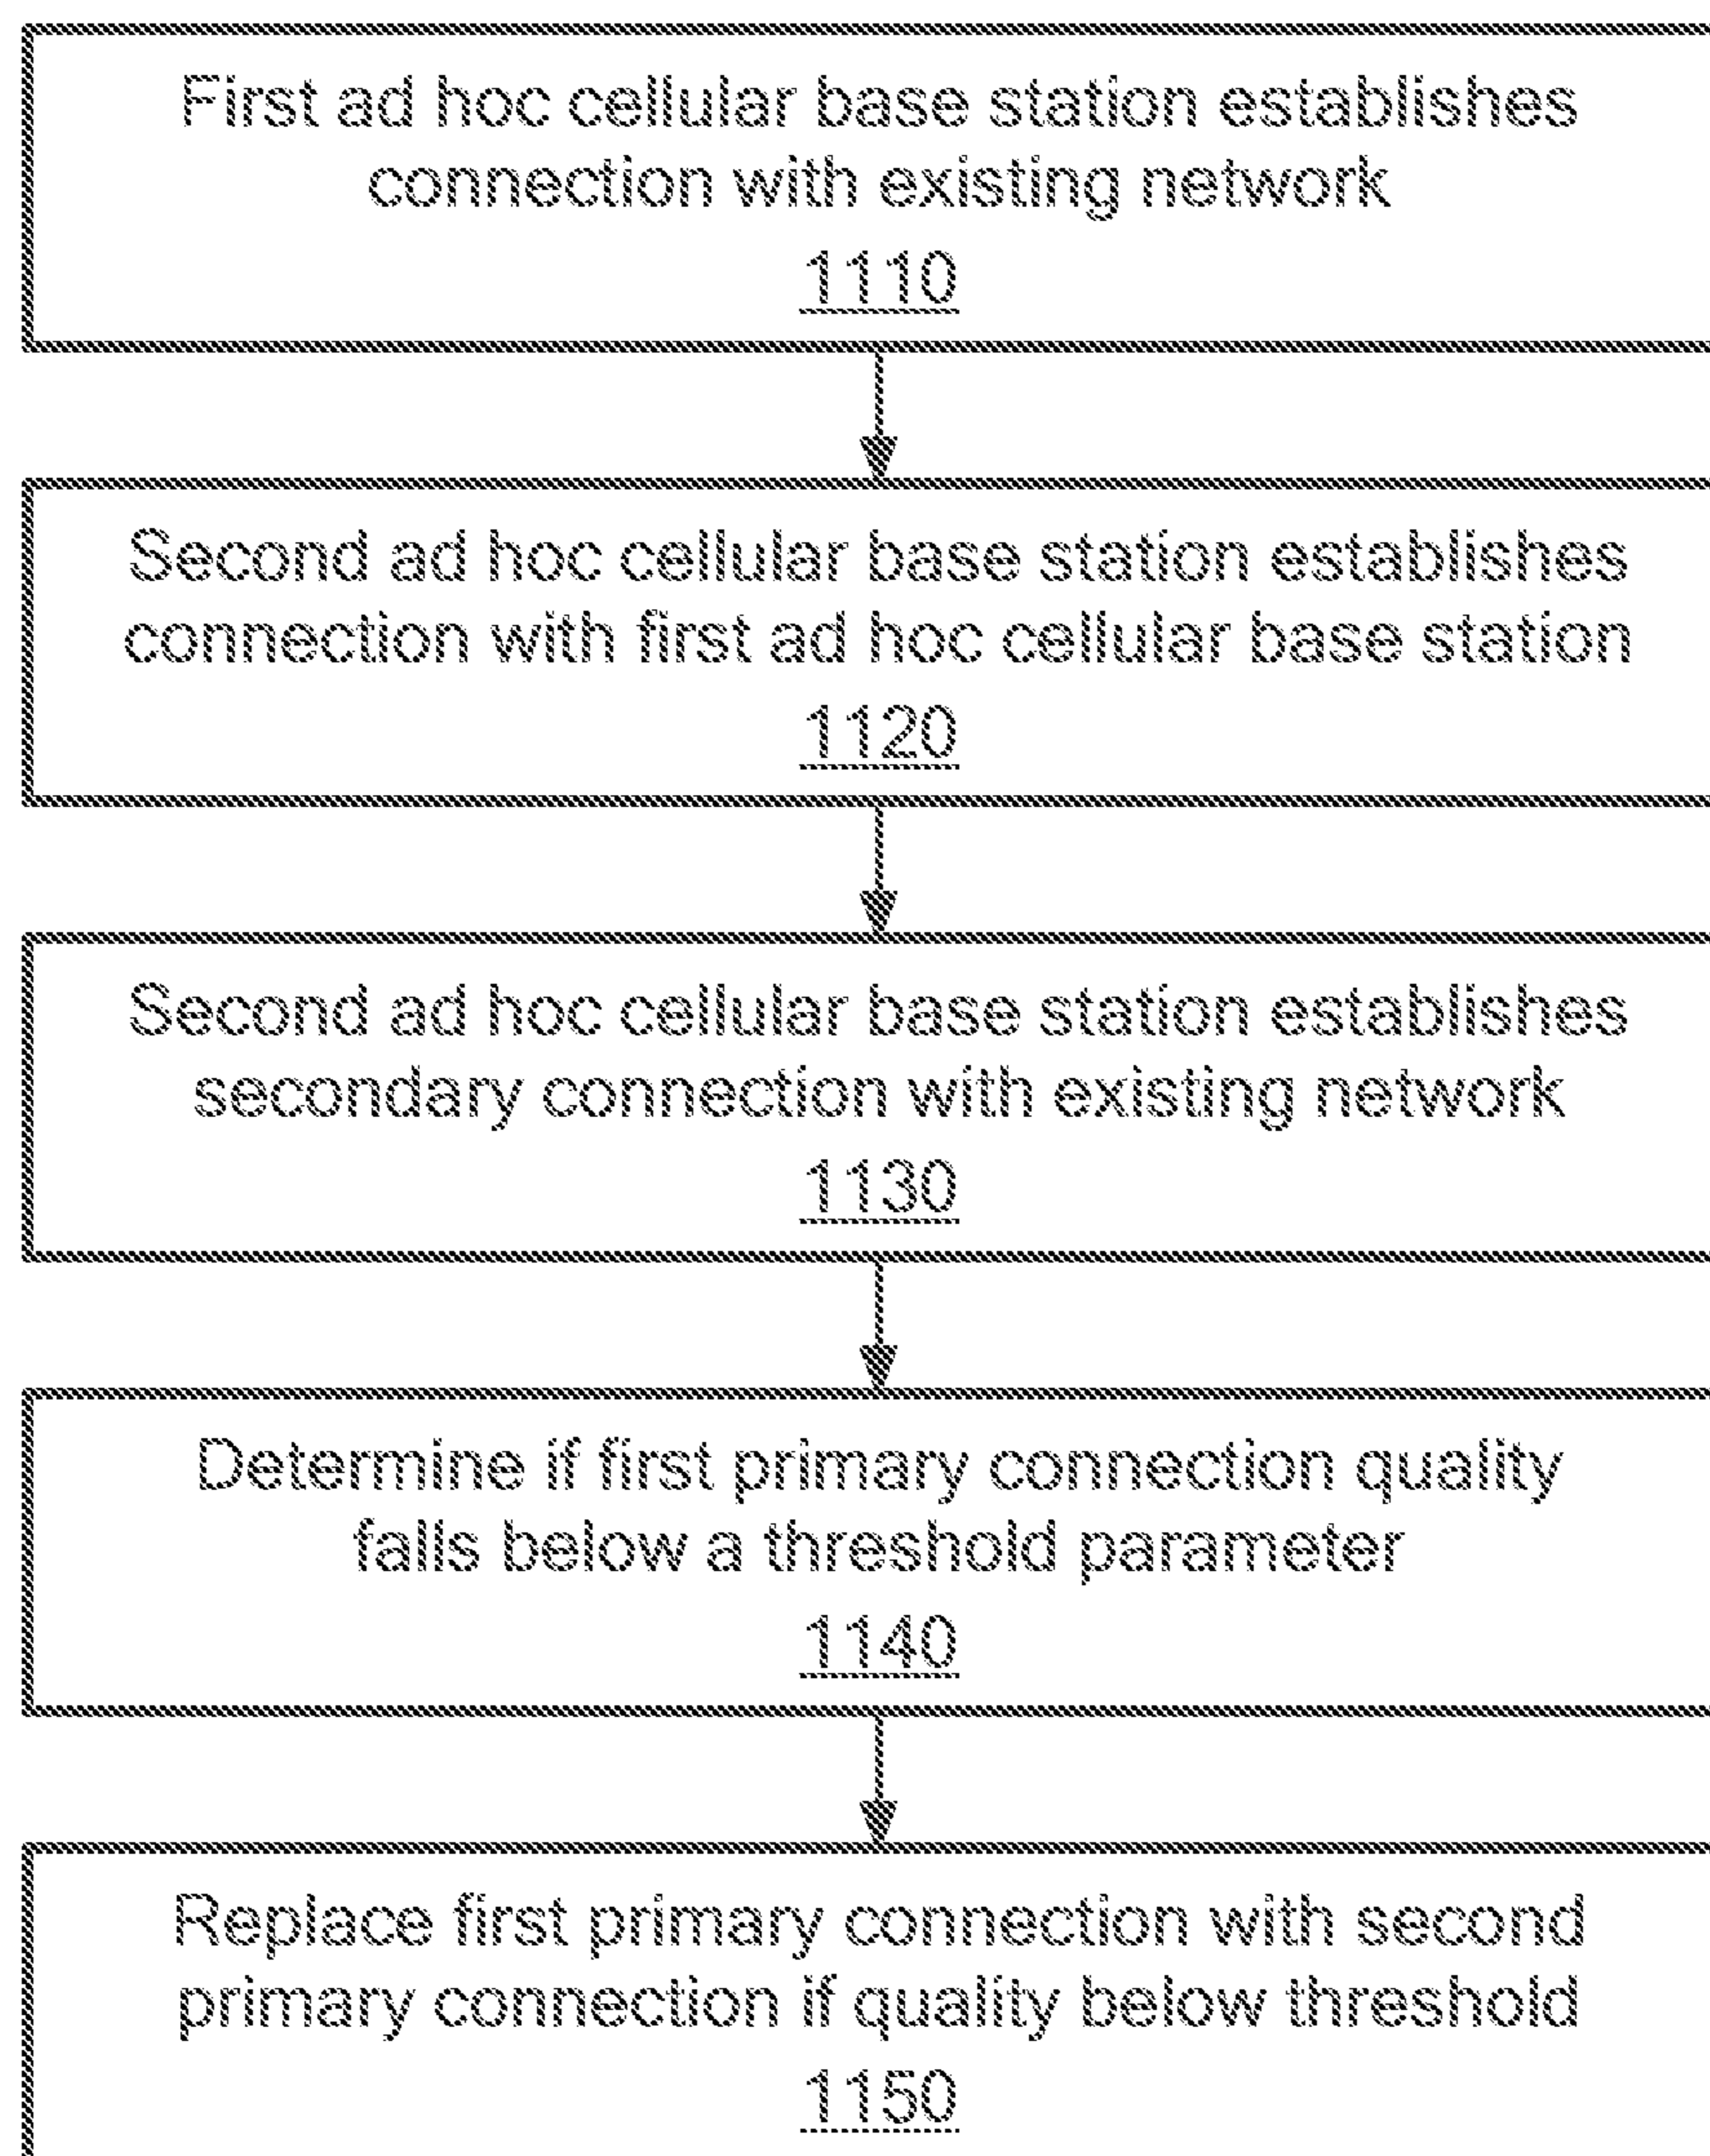 First ad hoc cellular base station establishes
connection with existing network
1110
Second ad hoc cellular base station establishes
connection with first ad hoc cellular base station
1120
Second ad hoc cellular base station establishes
secondary connection with existing network
1130
Determine if first primary connection quality
falls below a threshold parameter
1140
Replace first primary connection with second
primary connection if quality below threshold
1150